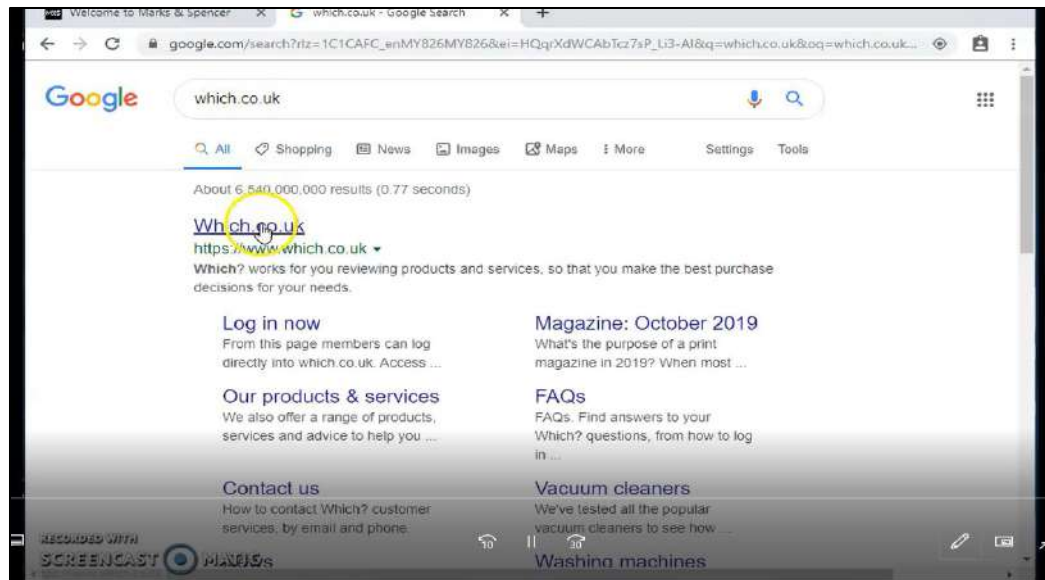 Welcome to Marks & Spencer
which.co.uk - Google Search
google.com/search?rlz=1C1CAFC_enMY826MY826&ei=HQqrXdWCAbTcz7sP_Li3-AI&q=which.co.uk&oq=which.co.uk...
Google
which.co.uk
All Shopping News Images Maps More Settings Tools
About 6,540,000,000 results (0.77 seconds)
Which.co.uk
https://www.which.co.uk
Which? works for you reviewing products and services, so that you make the best purchase
decisions for your needs.
Log in now
From this page members can log
directly into which.co.uk. Access ...
Magazine: October 2019
What's the purpose of a print
magazine in 2019? When most ...
Our products & services
We also offer a range of products,
services and advice to help you ...
FAQs
FAQs. Find answers to your
Which? questions, from how to log
in ...
Contact us
How to contact Which? customer
services, by email and phone.
Vacuum cleaners
We've tested all the popular
vacuum cleaners to see how ...
Washing machines
RECORDED WITH
SCREENCAST MATIC
10
30